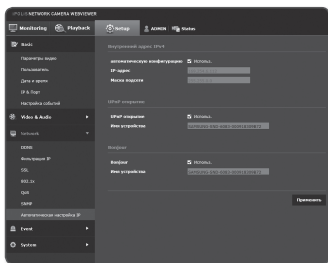 iPOLiS NETWORK CAMERA WEBVIEWER
Monitoring Playback Setup ADMIN Status
Basic
Параметры видео
Пользователь
Дата и время
IP & Порт
Настройка событий
Video & Audio
Network
DDNS
Фильтрация IP
SSL
802.1x
QoS
SNMP
Автоматическая настройка IP
Event
System
Внутренний адрес IPv4
автоматическую конфигурацию Использ.
IP-адрес
Маска подсети
UPnP открытие
UPnP открытие Использ.
Имя устройства
Bonjour
Bonjour Использ.
Имя устройства
Применить